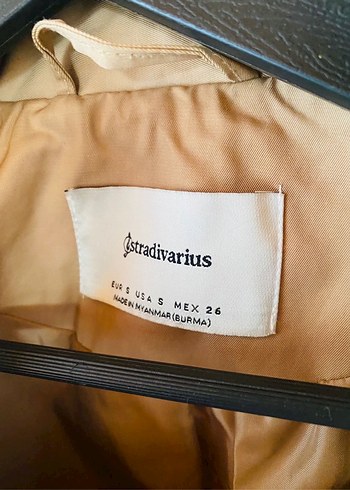 stradivarius
EUR S USA S MEX 26
MADE IN MYANMAR (BURMA)